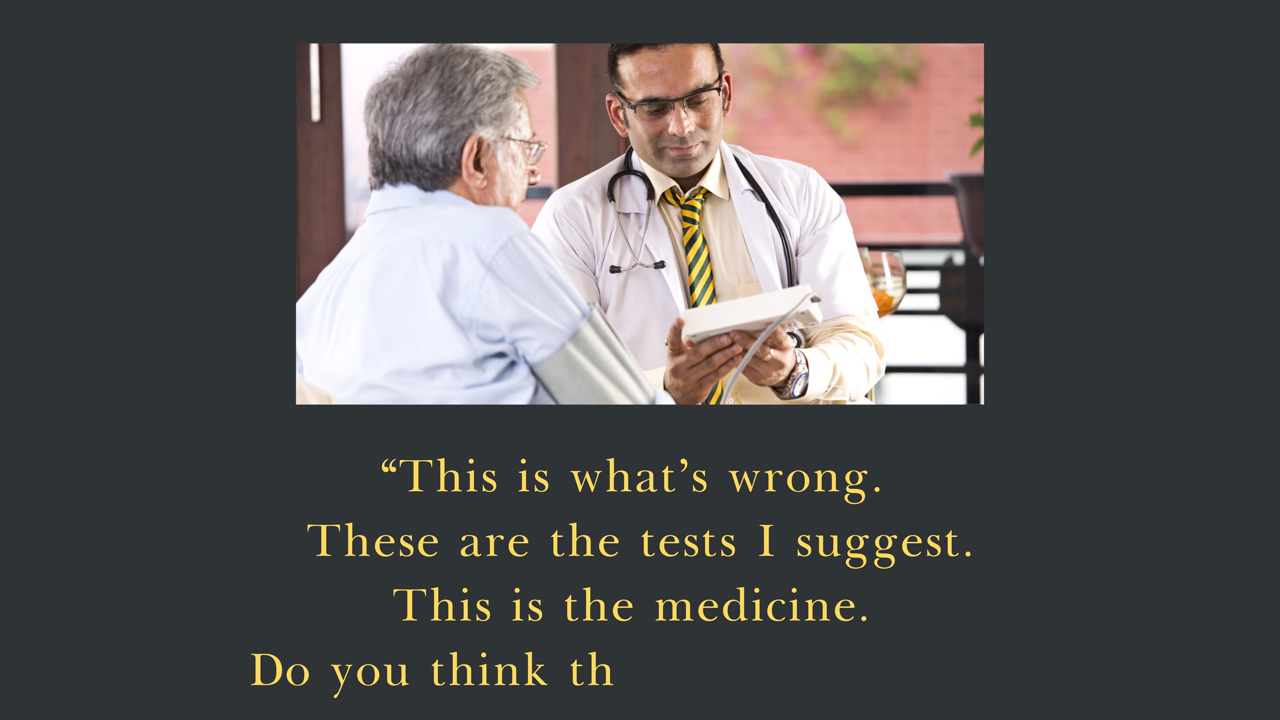 “This is what’s wrong.
These are the tests I suggest.
This is the medicine.
Do you think th